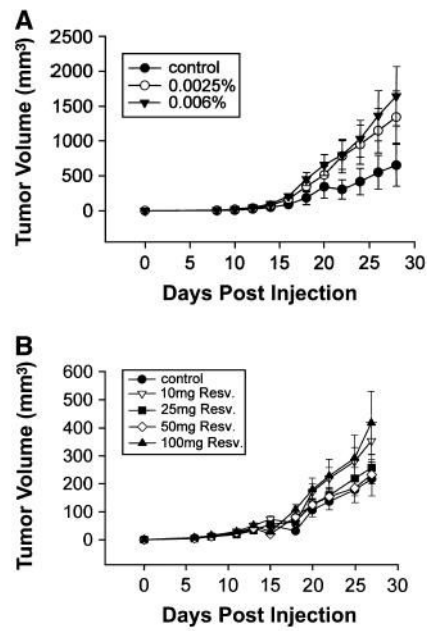 A
Tumor Volume (mm³)
2500
2000
1500
1000
500
0
control
0.0025%
0.006%
0 5 10 15 20 25 30
Days Post Injection
B
Tumor Volume (mm³)
600
500
400
300
200
100
0
control
10mg Resv.
25mg Resv.
50mg Resv.
100mg Resv.
0 5 10 15 20 25 30
Days Post Injection